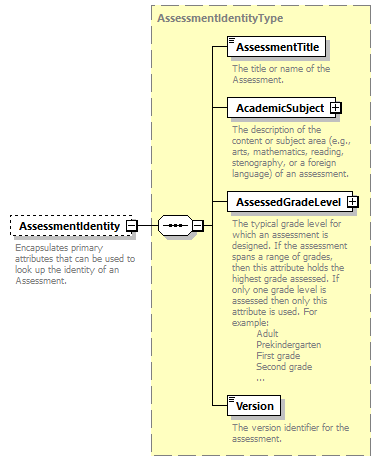 AssessmentIdentityType
AssessmentTitle
The title or name of the
Assessment.
AcademicSubject
The description of the
content or subject area (e.g.,
arts, mathematics, reading,
stenography, or a foreign
language) of an assessment.
AssessedGradeLevel
The typical grade level for
which an assessment is
designed. If the assessment
spans a range of grades,
then this attribute holds the
highest grade assessed. If
only one grade level is
assessed then only this
attribute is used. For
example:
Adult
Prekindergarten
First grade
Second grade
...
AssessmentIdentity
Encapsulates primary
attributes that can be used to
look up the identity of an
Assessment.
Version
The version identifier for the
assessment.